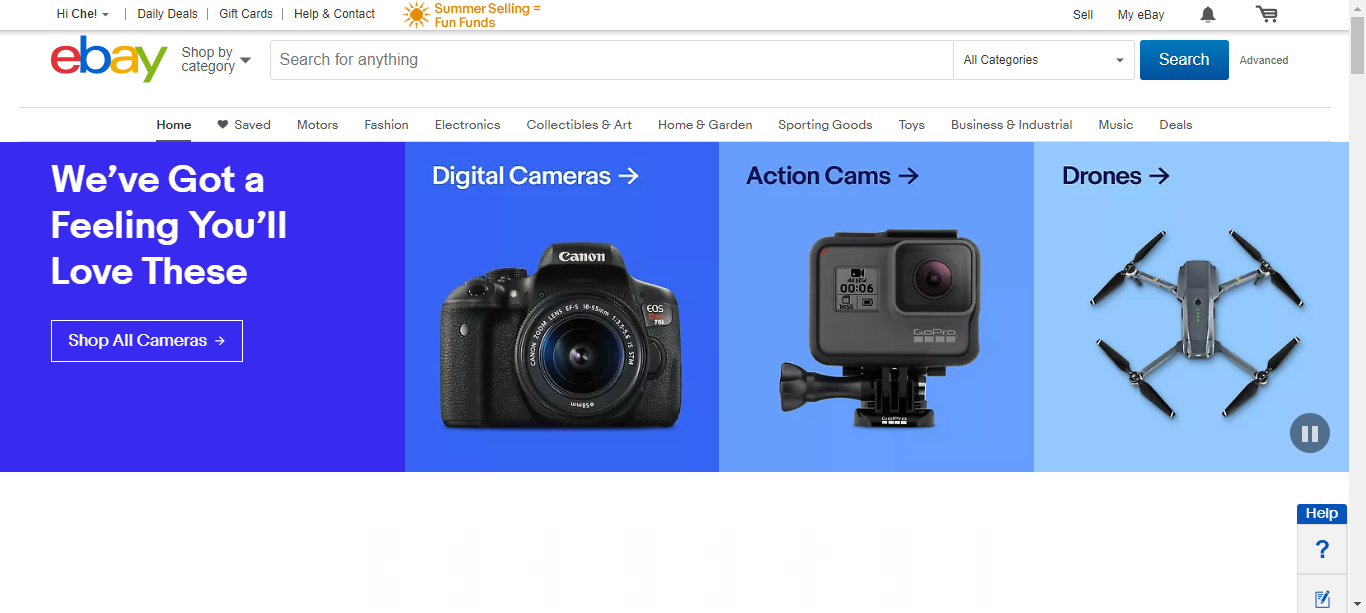 Hi Che!
Daily Deals
Gift Cards
Help & Contact
Summer Selling =
Fun Funds
Sell
My eBay
ebay
Shop by
category
Search for anything
All Categories
Search
Advanced
Home
Saved
Motors
Fashion
Electronics
Collectibles & Art
Home & Garden
Sporting Goods
Toys
Business & Industrial
Music
Deals
We've Got a
Feeling You'll
Love These
Shop All Cameras →
Digital Cameras →
Canon
EOS
T6i
CANON ZOOM LENS EF-S 18-55mm 1:3.5-5.6 IS STM
ø58mm
Action Cams →
00:06
GoPro
GoPro
Drones →
Help
?